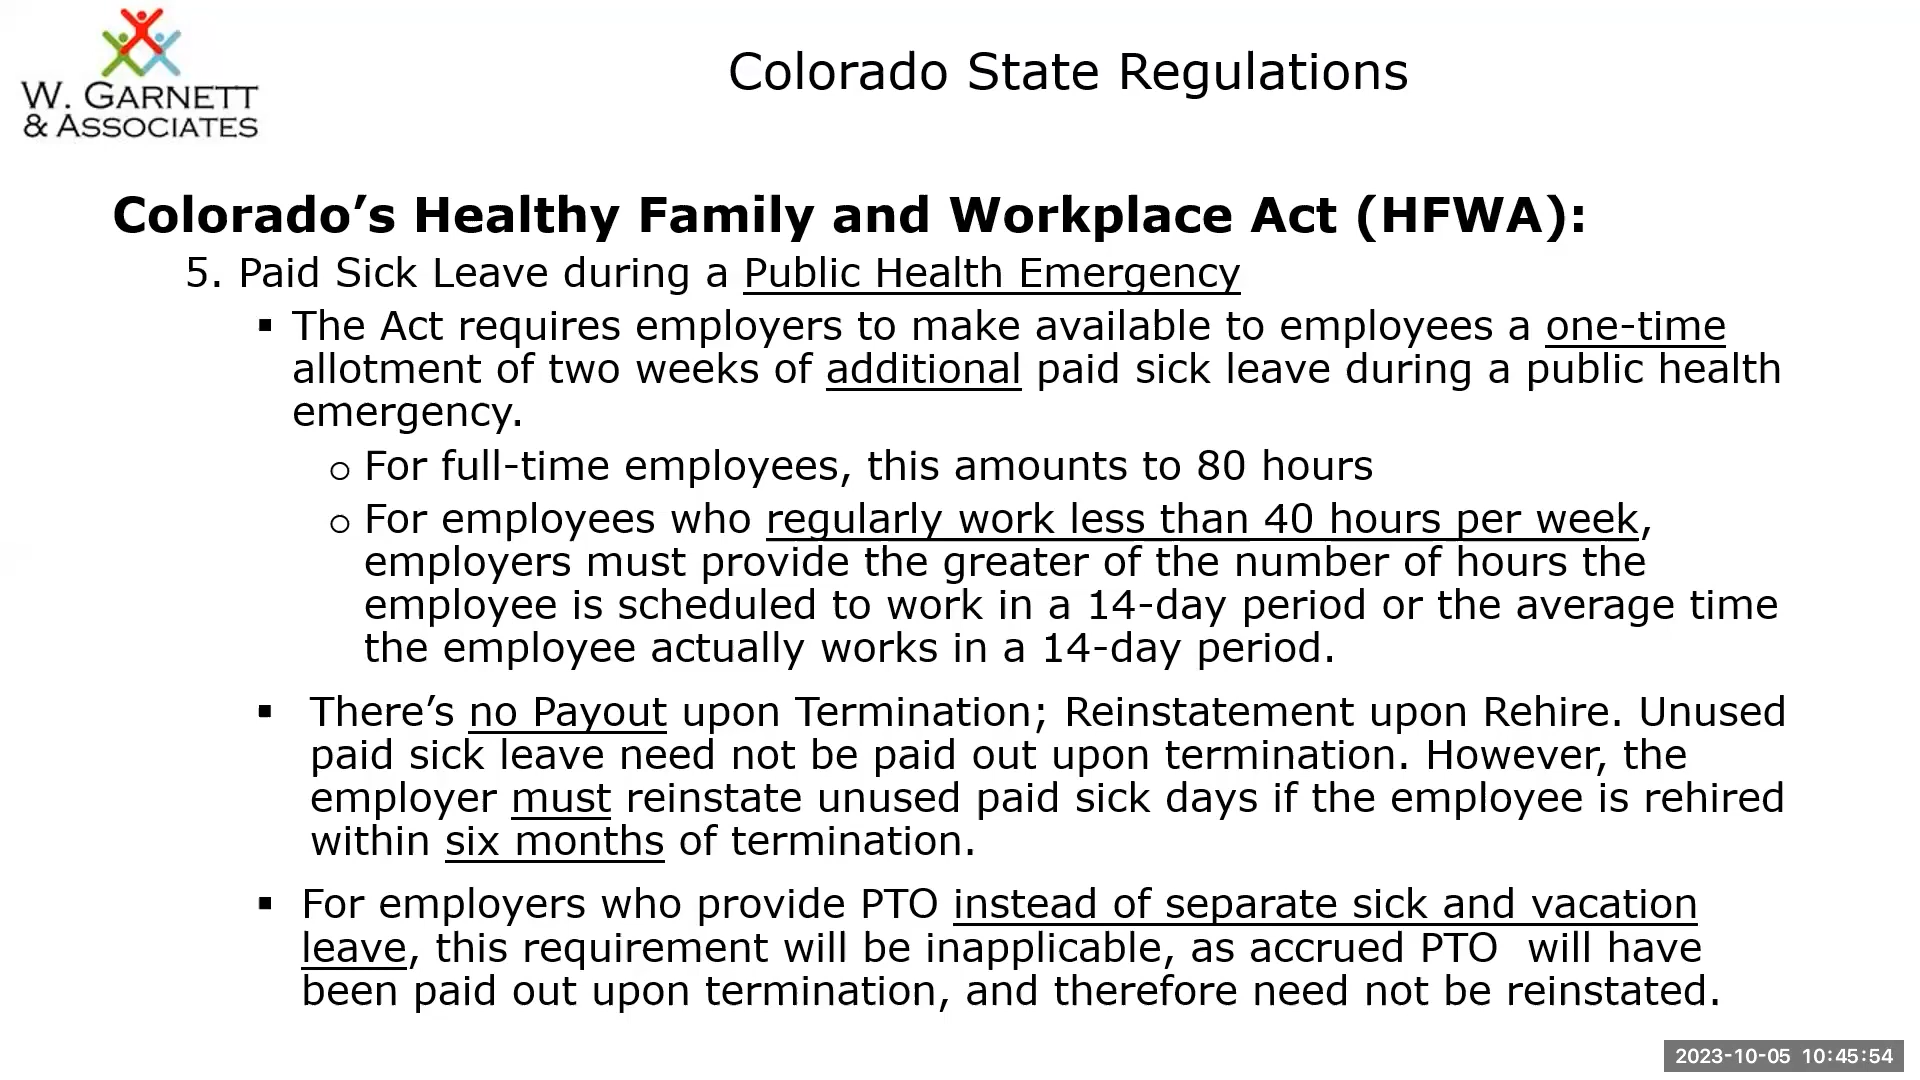 W. GARNETT
& ASSOCIATES
Colorado State Regulations
Colorado’s Healthy Family and Workplace Act (HFWA):
5. Paid Sick Leave during a Public Health Emergency
▪ The Act requires employers to make available to employees a one-time
allotment of two weeks of additional paid sick leave during a public health
emergency.
o For full-time employees, this amounts to 80 hours
o For employees who regularly work less than 40 hours per week,
employers must provide the greater of the number of hours the
employee is scheduled to work in a 14-day period or the average time
the employee actually works in a 14-day period.
▪ There’s no Payout upon Termination; Reinstatement upon Rehire. Unused
paid sick leave need not be paid out upon termination. However, the
employer must reinstate unused paid sick days if the employee is rehired
within six months of termination.
▪ For employers who provide PTO instead of separate sick and vacation
leave, this requirement will be inapplicable, as accrued PTO will have
been paid out upon termination, and therefore need not be reinstated.
2023-10-05 10:45:54